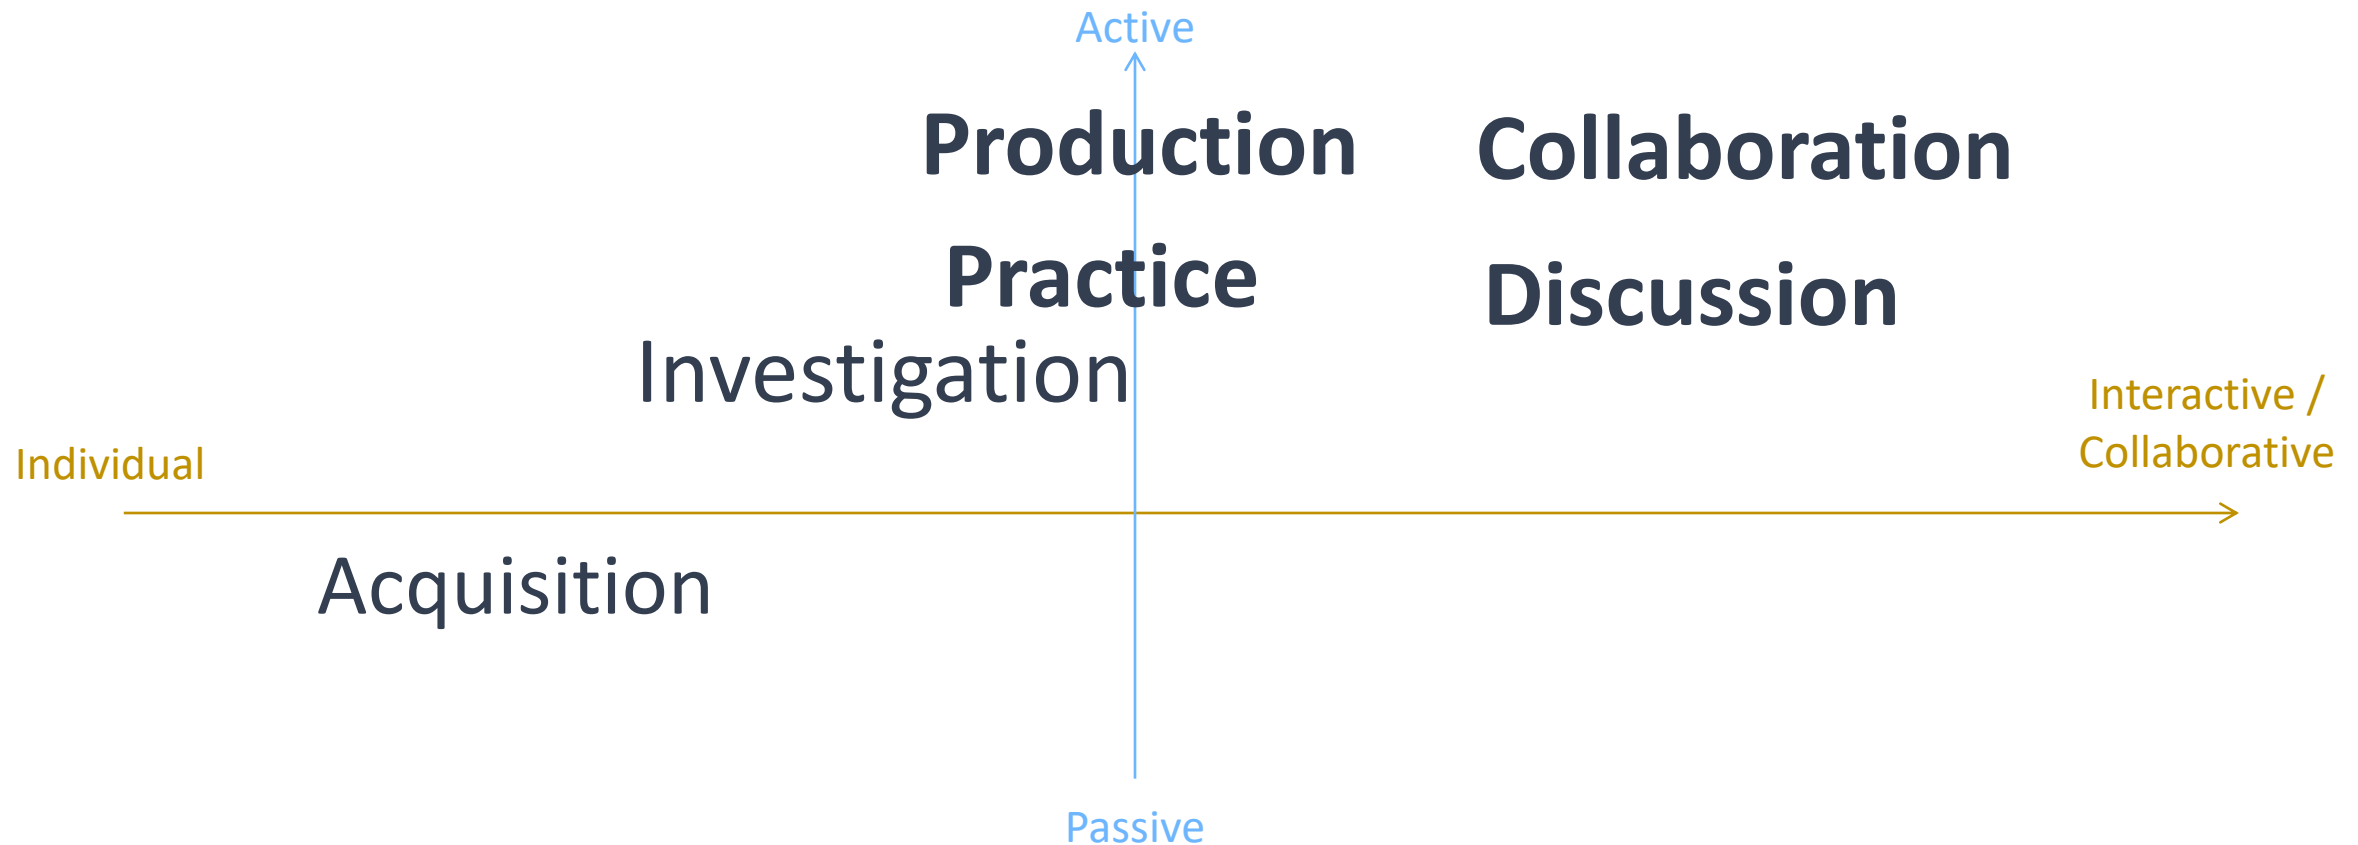 Active
Production
Collaboration
Practice
Discussion
Investigation
Interactive /
Collaborative
Individual
Acquisition
Passive